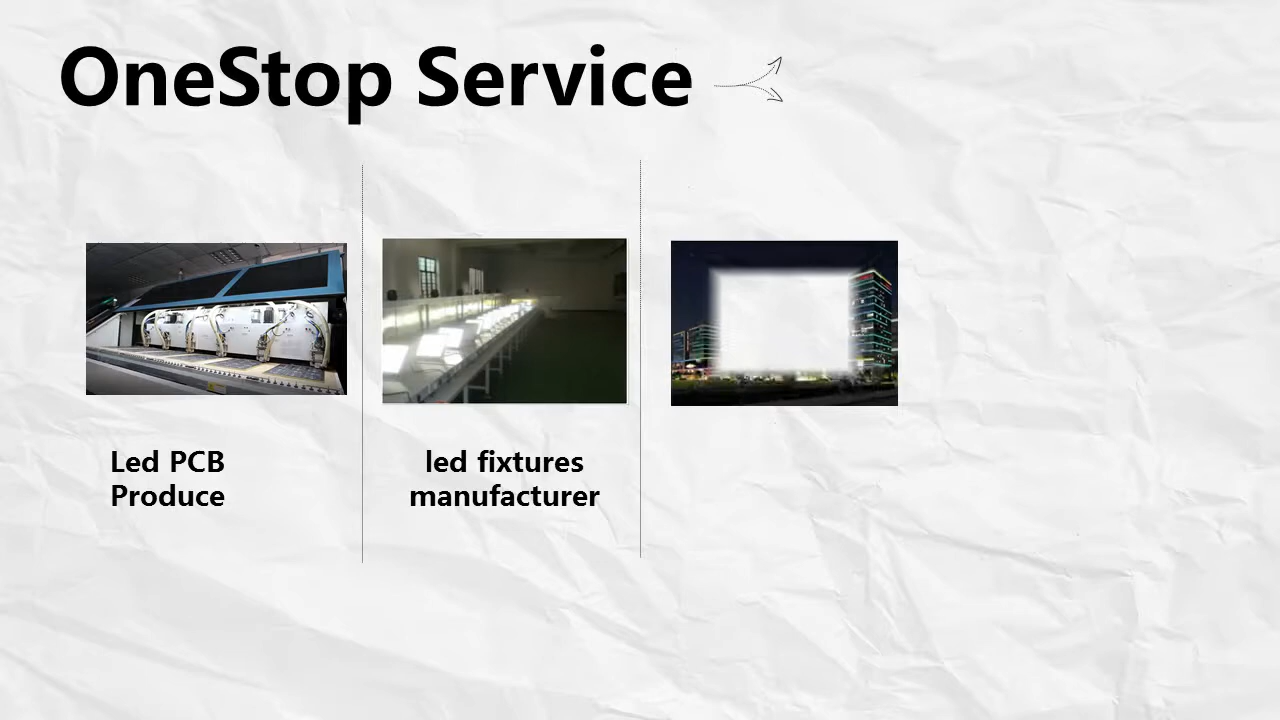 OneStop Service
Led PCB
Produce
led fixtures
manufacturer